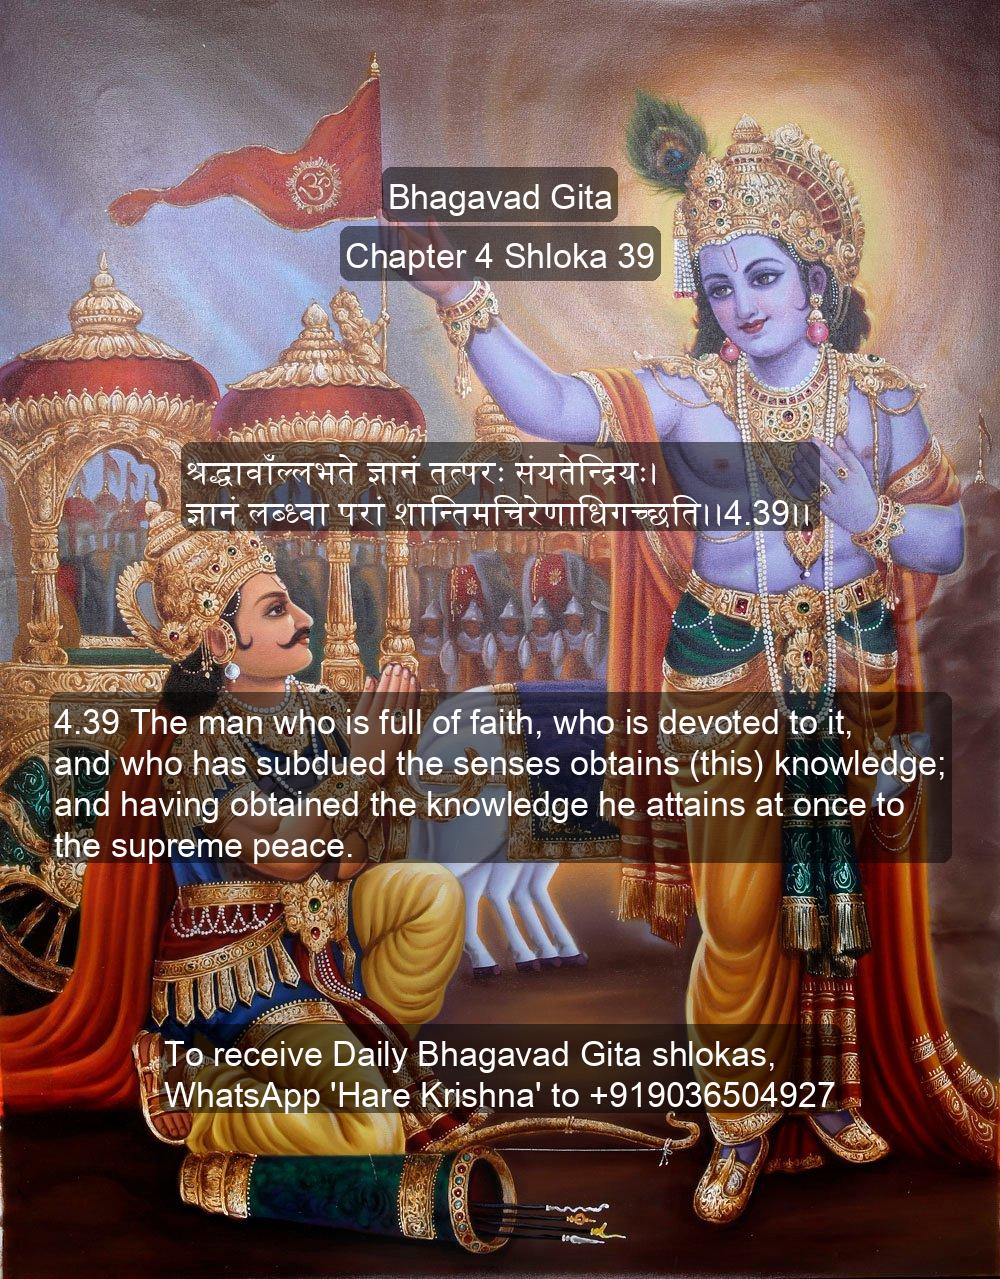 ॐ
Bhagavad Gita
Chapter 4 Shloka 39
श्रद्धावाँल्लभते ज्ञानं तत्परः संयतेन्द्रियः।
ज्ञानं लब्ध्वा परां शान्तिमचिरेणाधिगच्छति।।4.39।।
4.39 The man who is full of faith, who is devoted to it,
and who has subdued the senses obtains (this) knowledge;
and having obtained the knowledge he attains at once to
the supreme peace.
To receive Daily Bhagavad Gita shlokas,
WhatsApp 'Hare Krishna' to +919036504927